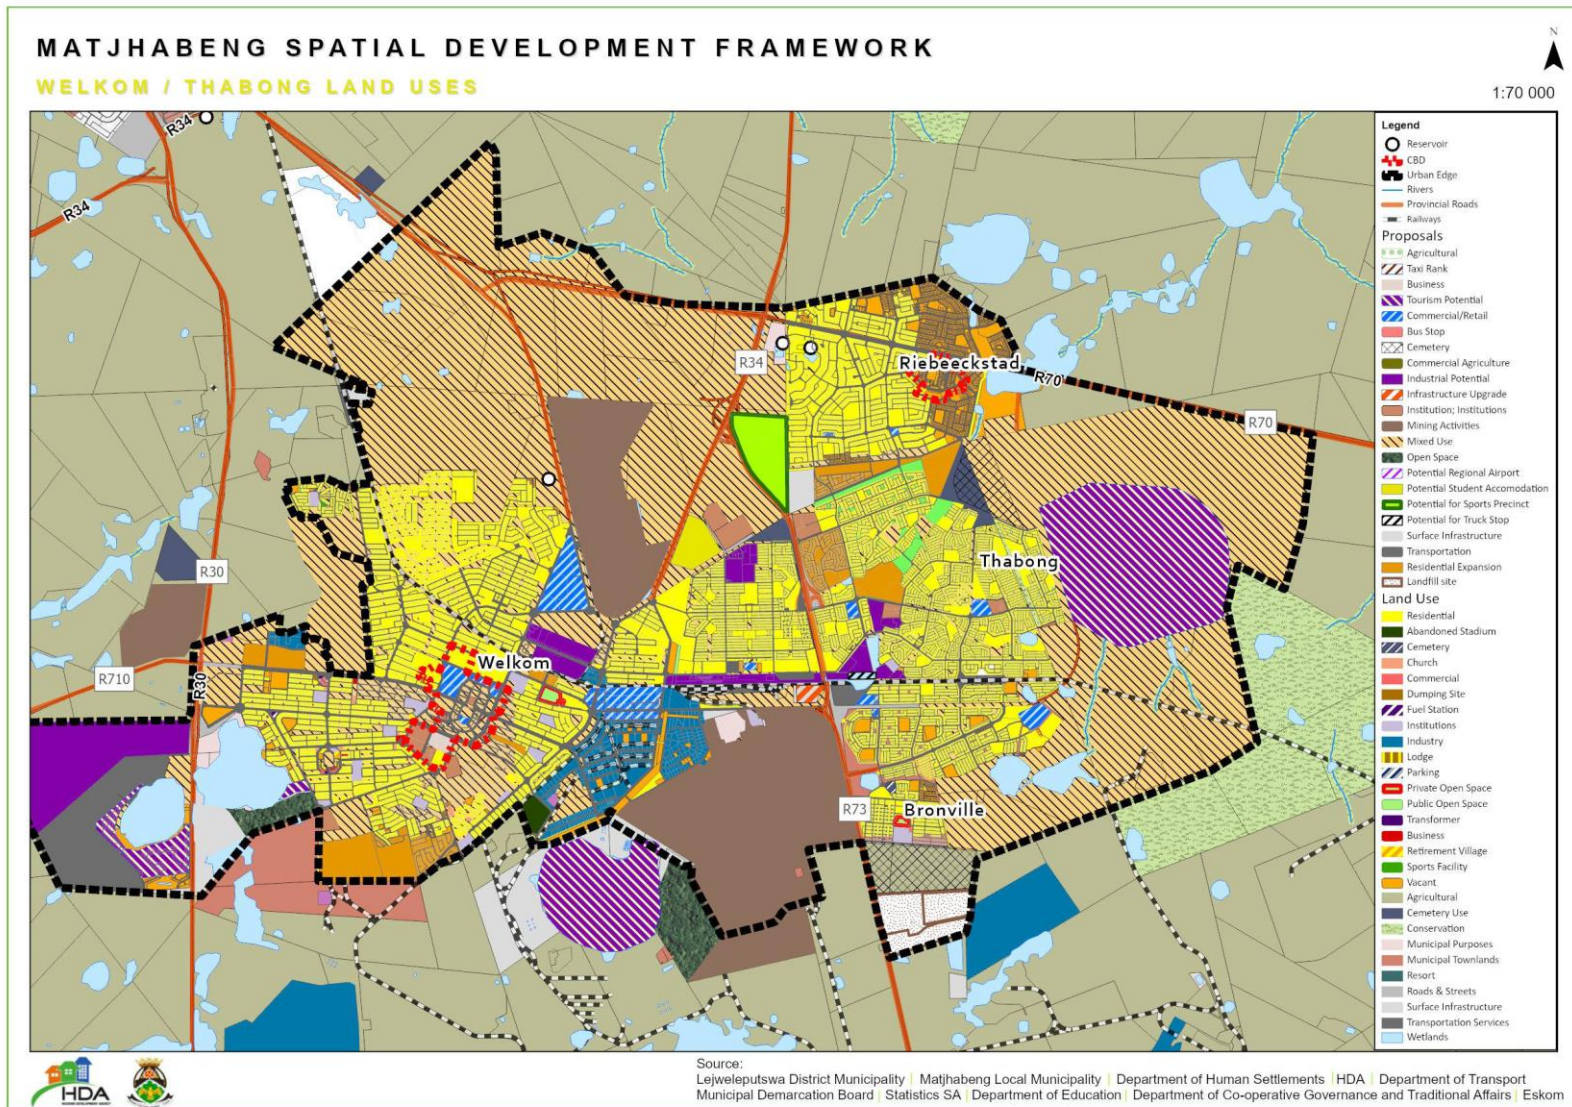 MATJHABENG SPATIAL DEVELOPMENT FRAMEWORK
WELKOM / THABONG LAND USES
N
1:70 000
R34
R34
R34
R70
R70
R30
R30
R710
R73
Riebeeckstad
Thabong
Welkom
Bronville
Legend
Reservoir
CBD
Urban Edge
Rivers
Provincial Roads
Railways
Proposals
Agricultural
Taxi Rank
Business
Tourism Potential
Commercial/Retail
Bus Stop
Cemetery
Commercial Agriculture
Industrial Potential
Infrastructure Upgrade
Institution; Institutions
Mining Activities
Mixed Use
Open Space
Potential Regional Airport
Potential Student Accomodation
Potential for Sports Precinct
Potential for Truck Stop
Surface Infrastructure
Transportation
Residential Expansion
Landfill site
Land Use
Residential
Abandoned Stadium
Cemetery
Church
Commercial
Dumping Site
Fuel Station
Institutions
Industry
Lodge
Parking
Private Open Space
Public Open Space
Transformer
Business
Retirement Village
Sports Facility
Vacant
Agricultural
Cemetery Use
Conservation
Municipal Purposes
Municipal Townlands
Resort
Roads & Streets
Surface Infrastructure
Transportation Services
Wetlands
HDA
Source:
Lejweleputswa District Municipality | Matjhabeng Local Municipality | Department of Human Settlements | HDA | Department of Transport
Municipal Demarcation Board | Statistics SA | Department of Education | Department of Co-operative Governance and Traditional Affairs | Eskom